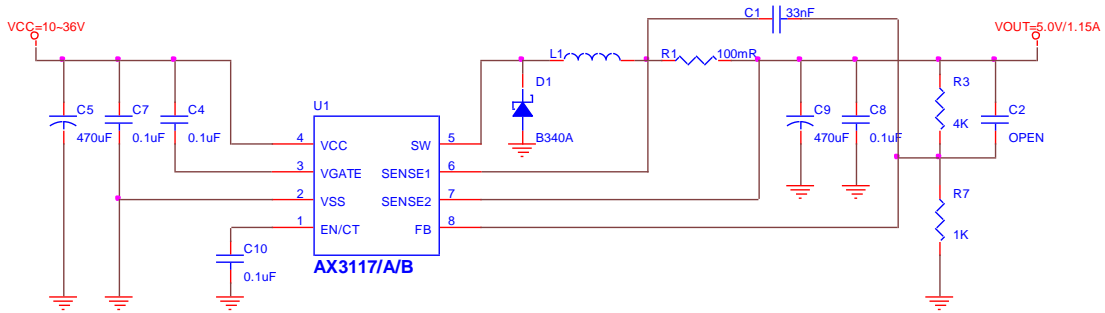 VCC=10~36V
C1
33nF
VOUT=5.0V/1.15A
L1
R1
100mR
C5
470uF
C7
0.1uF
C4
0.1uF
D1
B340A
C9
470uF
C8
0.1uF
R3
4K
C2
OPEN
U1
4
VCC
SW
5
3
VGATE
SENSE1
6
2
VSS
SENSE2
7
1
EN/CT
FB
8
AX3117/A/B
C10
0.1uF
R7
1K